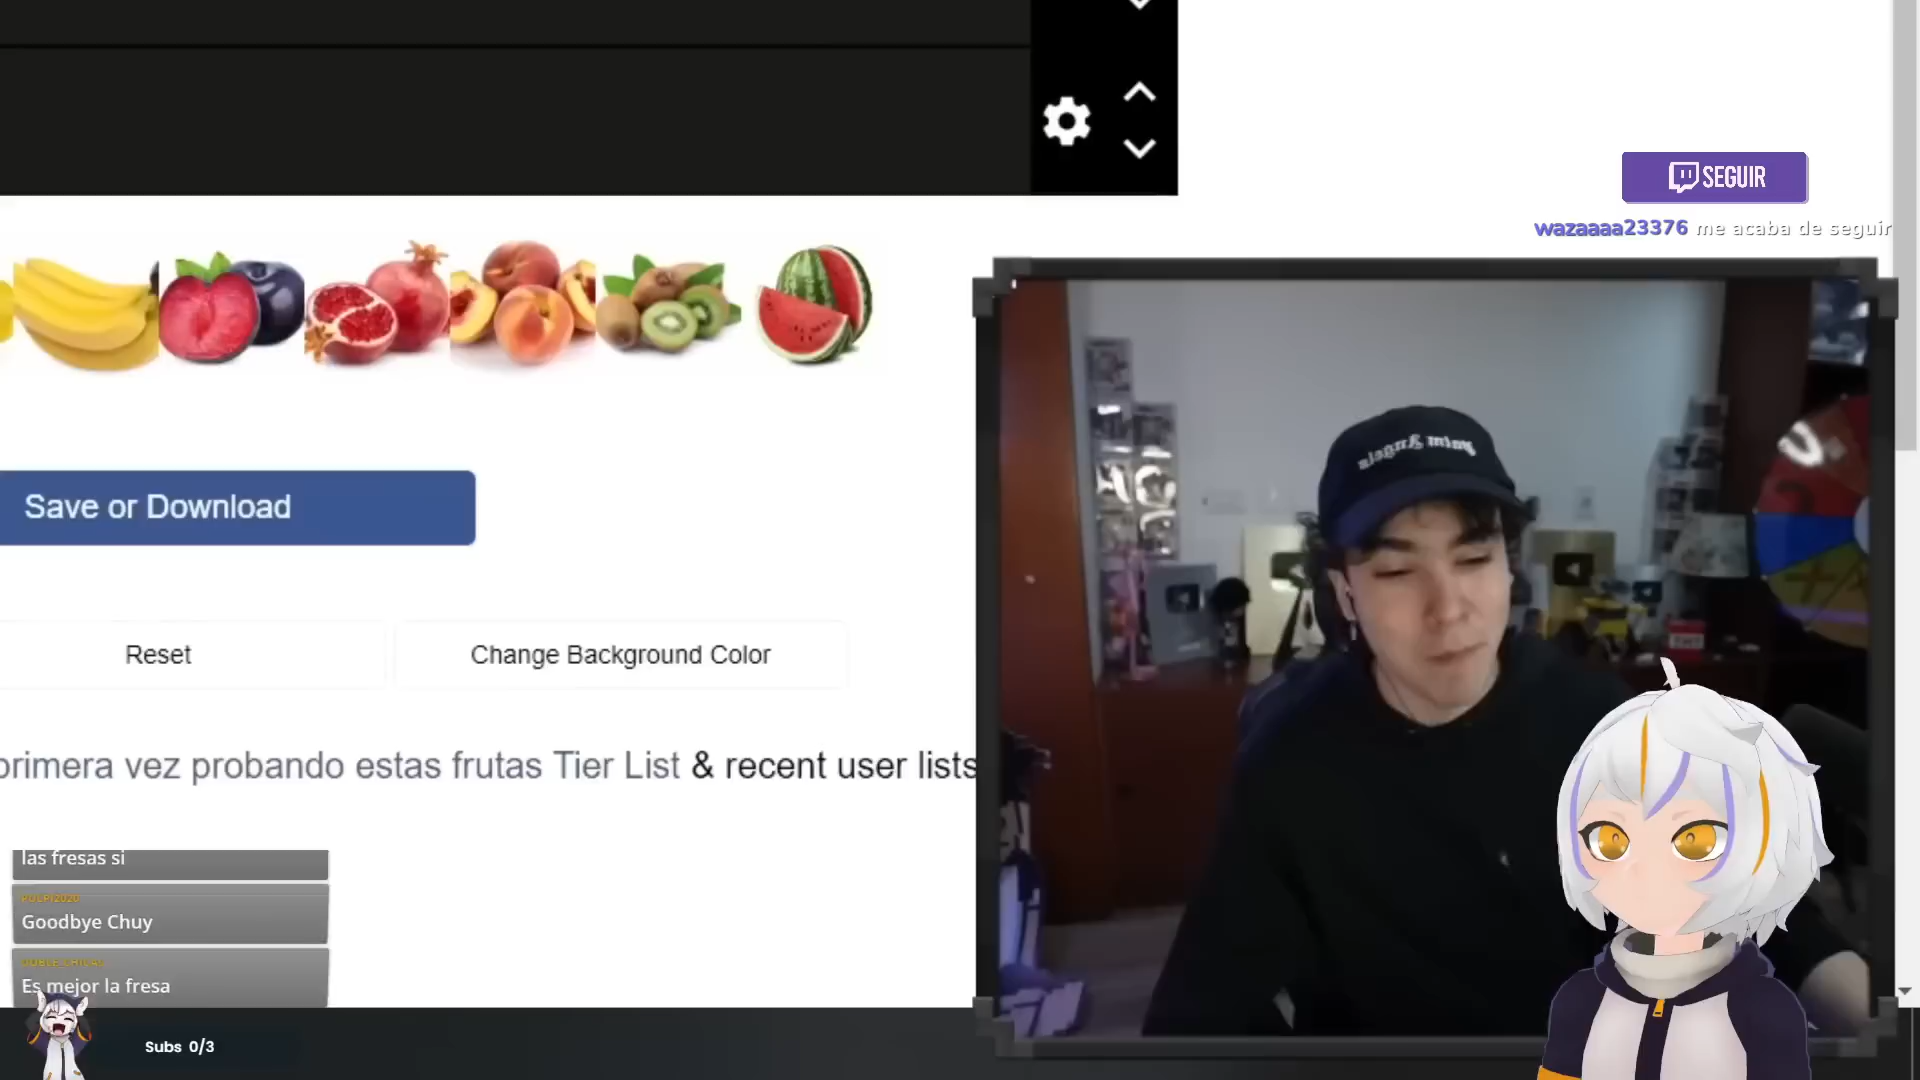 SEGUIR
wazaaaa23376 me acaba de seguir
Save or Download
Reset
Change Background Color
primera vez probando estas frutas Tier List & recent user lists
las fresas si
Goodbye Chuy
Es mejor la fresa
Subs 0/3